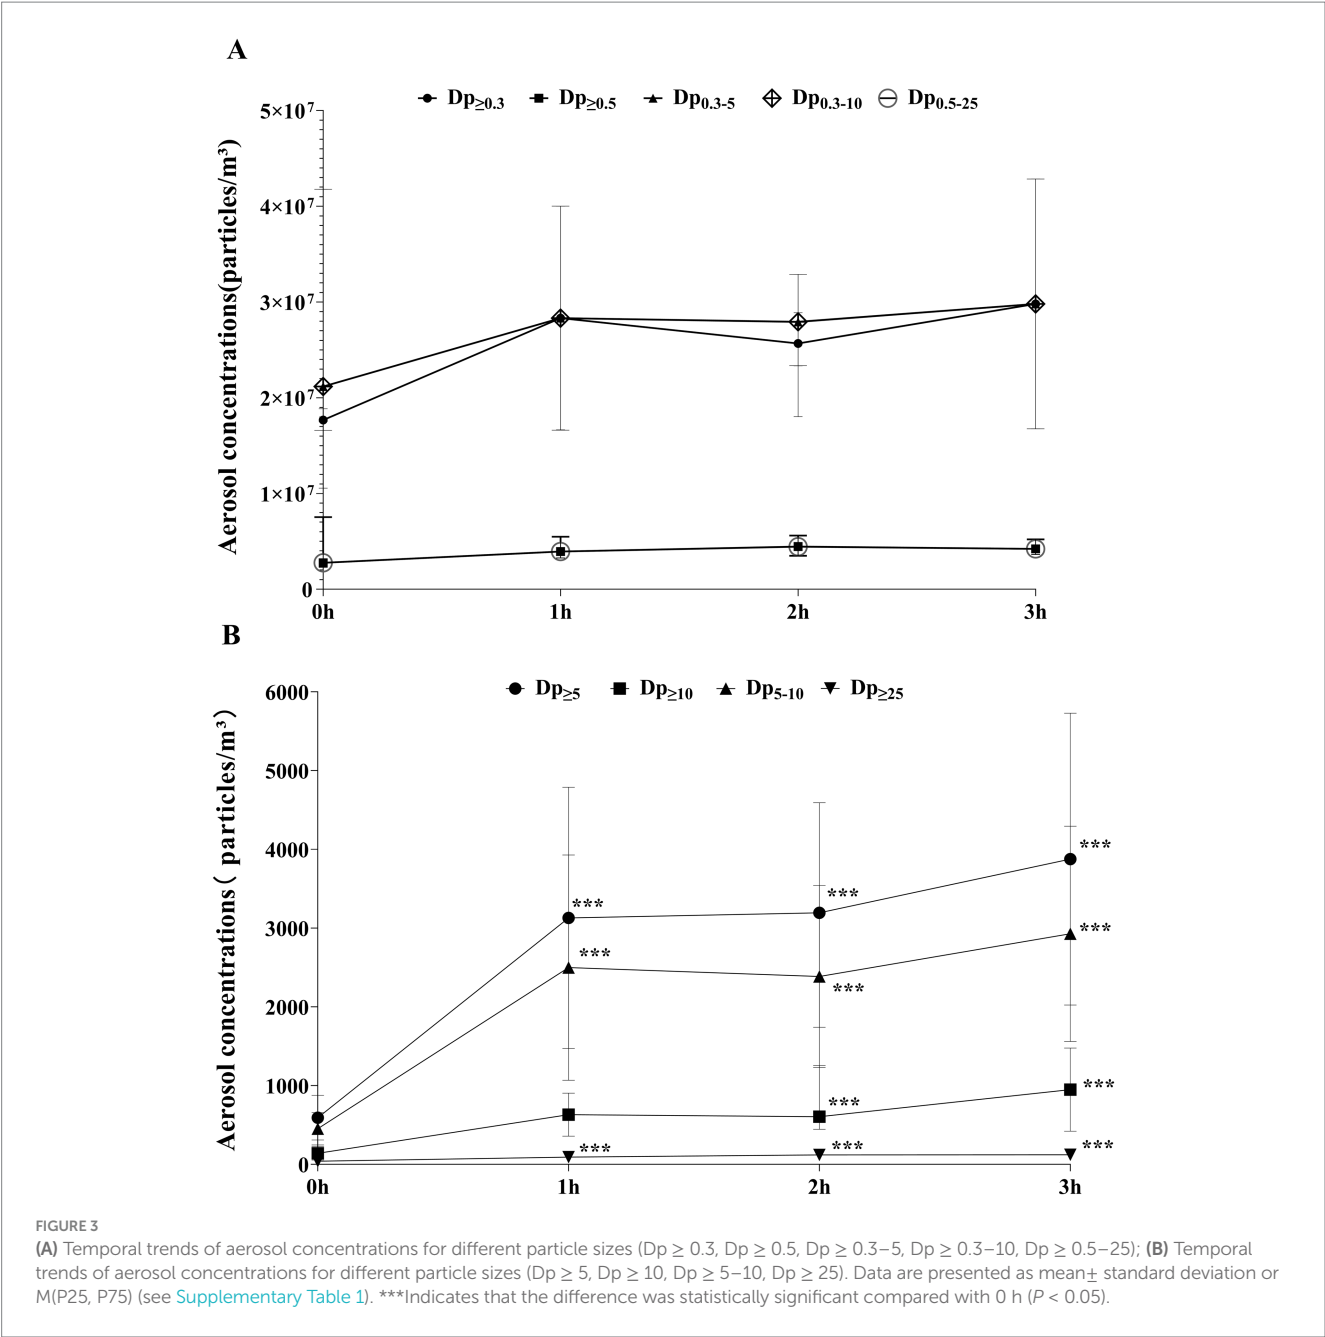 A
Dp≥0.3 Dp≥0.5 Dp0.3-5 Dp0.3-10 Dp0.5-25
Aerosol concentrations(particles/m³)
5×10⁷
4×10⁷
3×10⁷
2×10⁷
1×10⁷
0
0h 1h 2h 3h
B
Dp≥5 Dp≥10 Dp5-10 Dp≥25
Aerosol concentrations( particles/m³)
6000
5000
4000
*** *** ***
3000
*** *** ***
2000
1000
*** ***
*** *** ***
0
0h 1h 2h 3h
FIGURE 3
(A) Temporal trends of aerosol concentrations for different particle sizes (Dp ≥ 0.3, Dp ≥ 0.5, Dp ≥ 0.3–5, Dp ≥ 0.3–10, Dp ≥ 0.5–25); (B) Temporal
trends of aerosol concentrations for different particle sizes (Dp ≥ 5, Dp ≥ 10, Dp ≥ 5–10, Dp ≥ 25). Data are presented as mean± standard deviation or
M(P25, P75) (see Supplementary Table 1). ***Indicates that the difference was statistically significant compared with 0 h (P < 0.05).